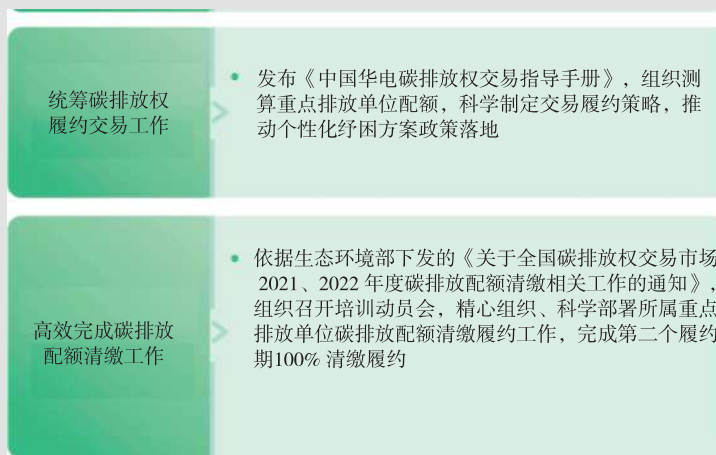 统筹碳排放权
履约交易工作
• 发布《中国华电碳排放权交易指导手册》，组织测
算重点排放单位配额，科学制定交易履约策略，推
动个性化纾困方案政策落地
高效完成碳排放
配额清缴工作
• 依据生态环境部下发的《关于全国碳排放权交易市场
2021、2022 年度碳排放配额清缴相关工作的通知》，
组织召开培训动员会，精心组织、科学部署所属重点
排放单位碳排放配额清缴履约工作，完成第二个履约
期100% 清缴履约